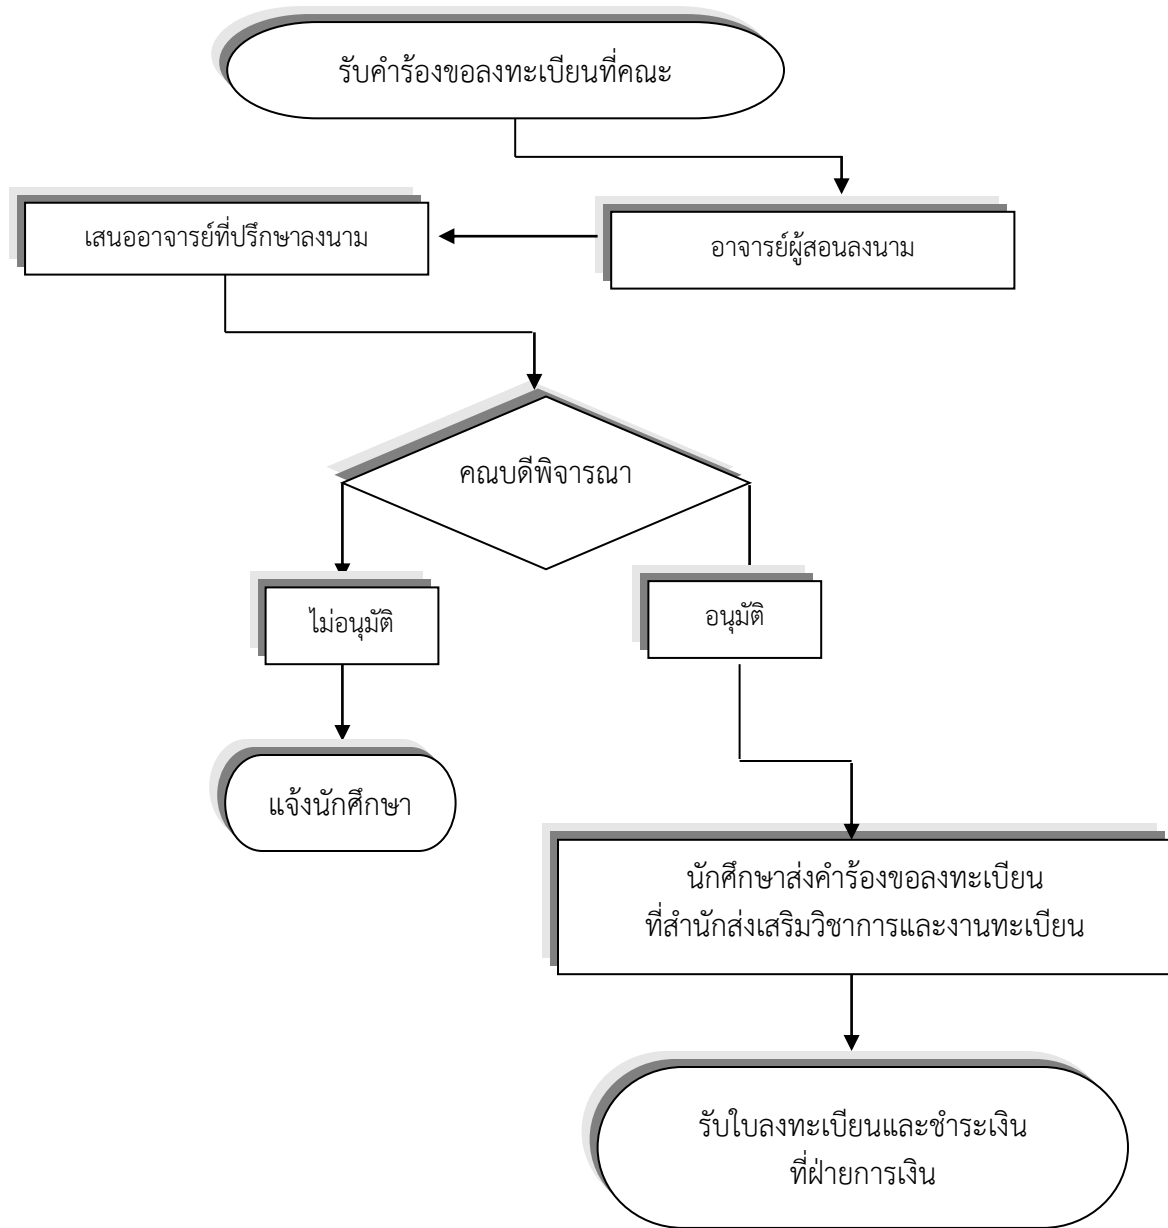 รับคำร้องขอลงทะเบียนที่คณะ
เสนออาจารย์ที่ปรึกษาลงนาม
อาจารย์ผู้สอนลงนาม
คณบดีพิจารณา
ไม่อนุมัติ
อนุมัติ
แจ้งนักศึกษา
นักศึกษาส่งคำร้องขอลงทะเบียน
ที่สำนักส่งเสริมวิชาการและงานทะเบียน
รับใบลงทะเบียนและชำระเงิน
ที่ฝ่ายการเงิน